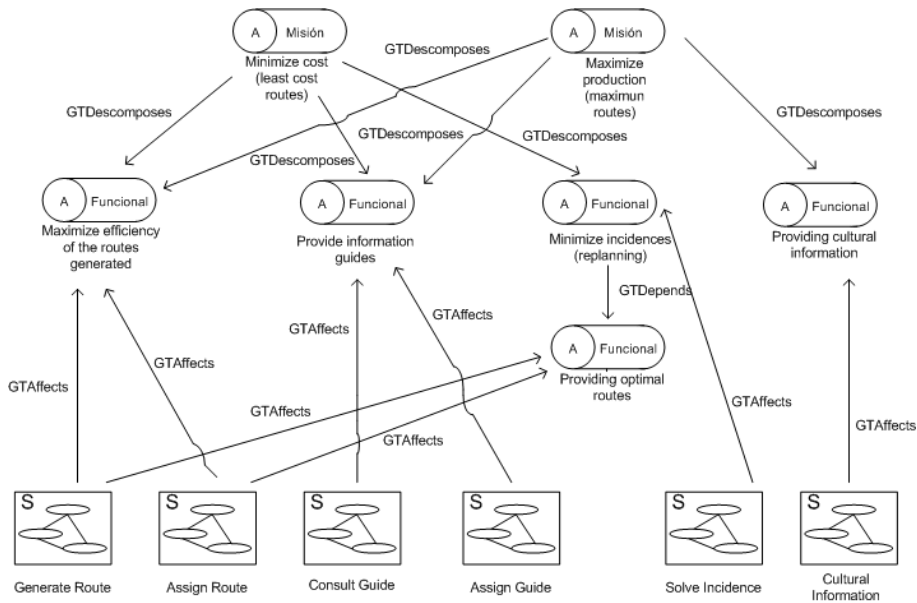 A Misión
A Misión
Minimize cost
(least cost
routes)
GTDescomposes
Maximize
production
(maximun
routes)
GTDescomposes
GTDescomposes
GTDescomposes
GTDescomposes
GTDescomposes
A Funcional
A Funcional
A Funcional
A Funcional
Maximize efficiency
of the routes
generated
Provide information
guides
Minimize incidences
(replanning)
Providing cultural
information
GTDepends
GTAffects
GTAffects
A Funcional
GTAffects
Providing optimal
routes
GTAffects
GTAffects
GTAffects
GTAffects
GTAffects
S
S
S
S
S
S
Generate Route
Assign Route
Consult Guide
Assign Guide
Solve Incidence
Cultural
Information